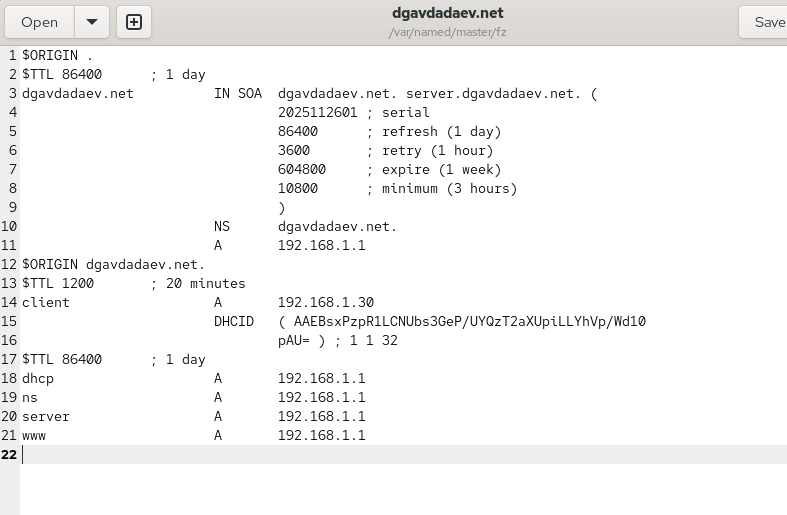 Open
dgavdadaev.net
/var/named/master/fz
Save
1 $ORIGIN .
2 $TTL 86400 ; 1 day
3 dgavdadaev.net IN SOA dgavdadaev.net. server.dgavdadaev.net. (
4 2025112601 ; serial
5 86400 ; refresh (1 day)
6 3600 ; retry (1 hour)
7 604800 ; expire (1 week)
8 10800 ; minimum (3 hours)
9 )
10 NS dgavdadaev.net.
11 A 192.168.1.1
12 $ORIGIN dgavdadaev.net.
13 $TTL 1200 ; 20 minutes
14 client A 192.168.1.30
15 DHCID ( AAEBsxPzpR1LCNUbs3GeP/UYQzT2aXUpiLLYhVp/Wd10
16 pAU= ) ; 1 1 32
17 $TTL 86400 ; 1 day
18 dhcp A 192.168.1.1
19 ns A 192.168.1.1
20 server A 192.168.1.1
21 www A 192.168.1.1
22